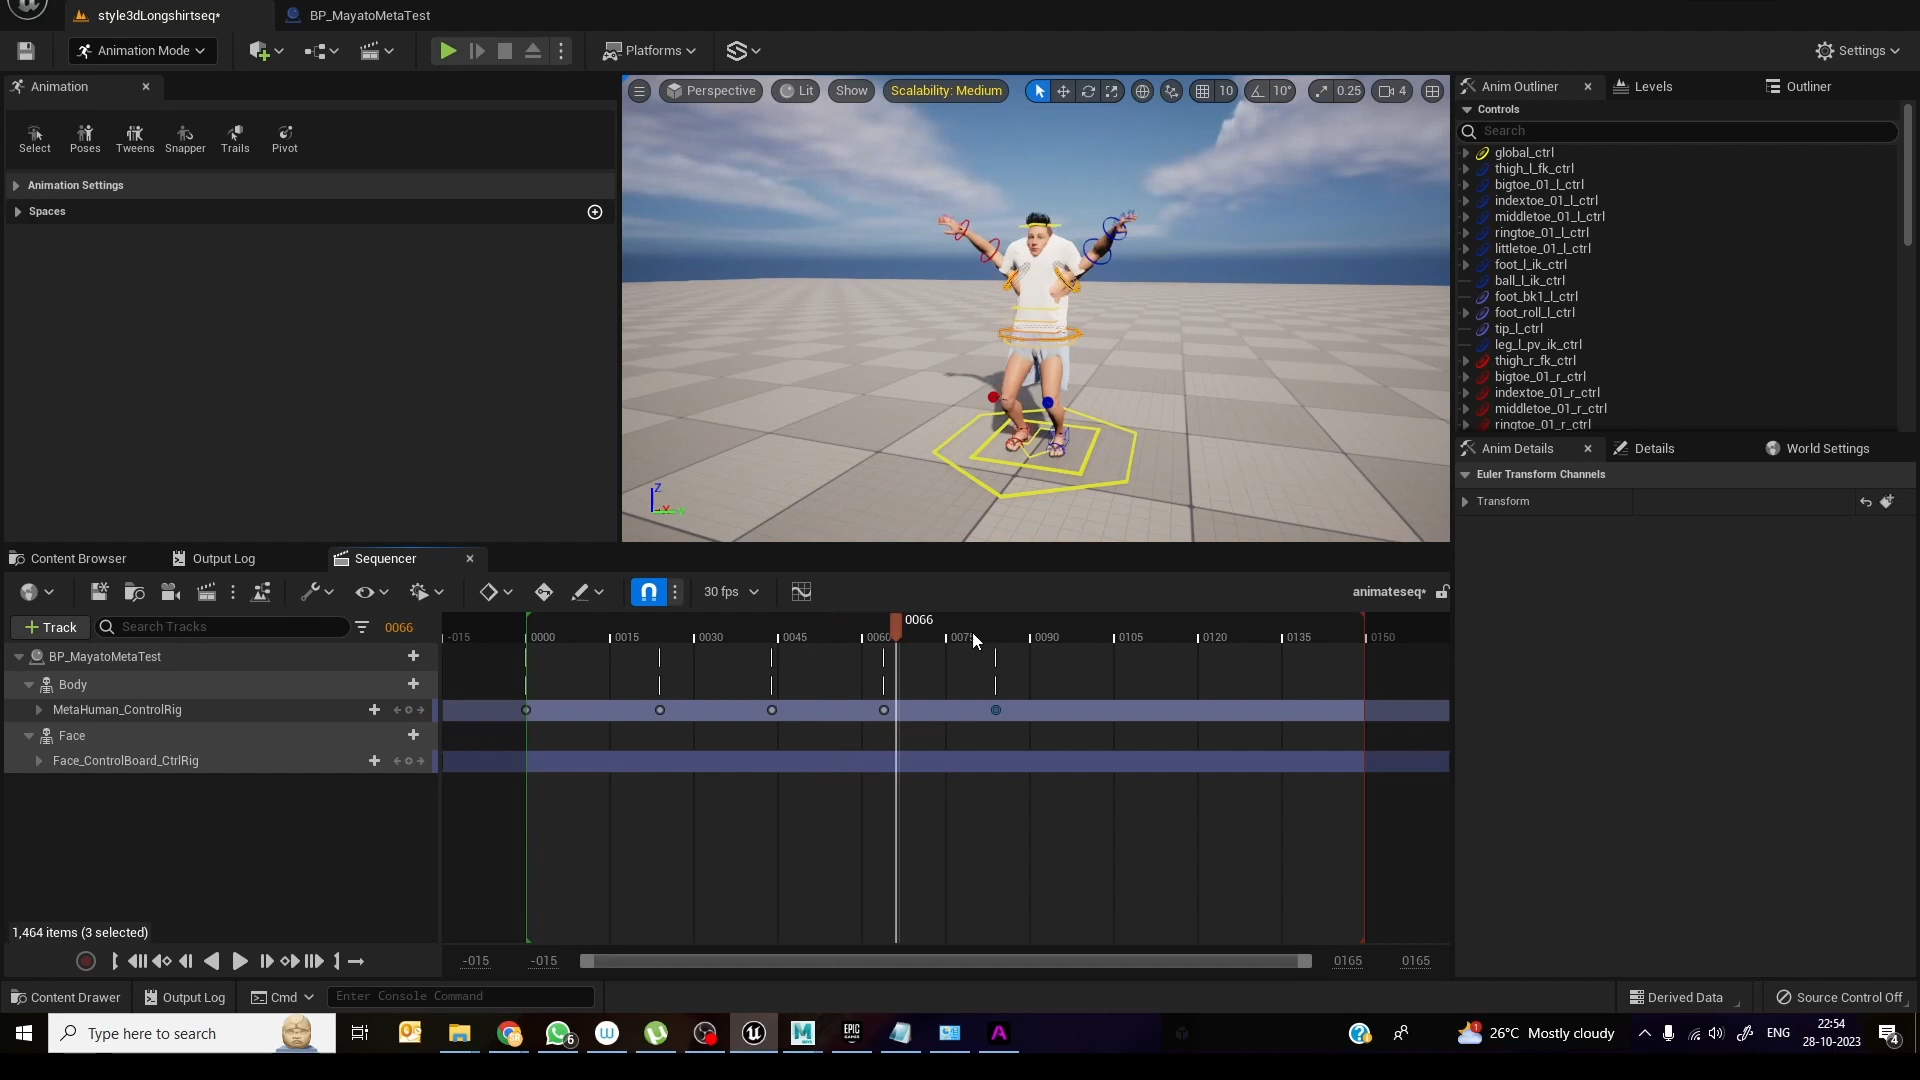 style3dLongshirtseq*
BP_MayatoMetaTest
Animation Mode
Platforms
Settings
Animation
Select
Poses
Tweens
Snapper
Trails
Pivot
Animation Settings
Spaces
Perspective
Lit
Show
Scalability: Medium
10
10°
0.25
4
Z
X
Y
Anim Outliner
Levels
Outliner
Controls
Search
global_ctrl
thigh_l_fk_ctrl
bigtoe_01_l_ctrl
indextoe_01_l_ctrl
middletoe_01_l_ctrl
ringtoe_01_l_ctrl
littletoe_01_l_ctrl
foot_l_ik_ctrl
ball_l_ik_ctrl
foot_bk1_l_ctrl
foot_roll_l_ctrl
tip_l_ctrl
leg_l_pv_ik_ctrl
thigh_r_fk_ctrl
bigtoe_01_r_ctrl
indextoe_01_r_ctrl
middletoe_01_r_ctrl
ringtoe_01_r_ctrl
Anim Details
Details
World Settings
Euler Transform Channels
Transform
Content Browser
Output Log
Sequencer
30 fps
animateseq*
Track
Search Tracks
0066
0066
-015
0000
0015
0030
0045
0060
0075
0090
0105
0120
0135
0150
BP_MayatoMetaTest
Body
MetaHuman_ControlRig
Face
Face_ControlBoard_CtrlRig
1,464 items (3 selected)
-015
-015
0165
0165
Content Drawer
Output Log
Cmd
Enter Console Command
Derived Data
Source Control Off
Type here to search
6
26°C Mostly cloudy
ENG
22:54
28-10-2023
4